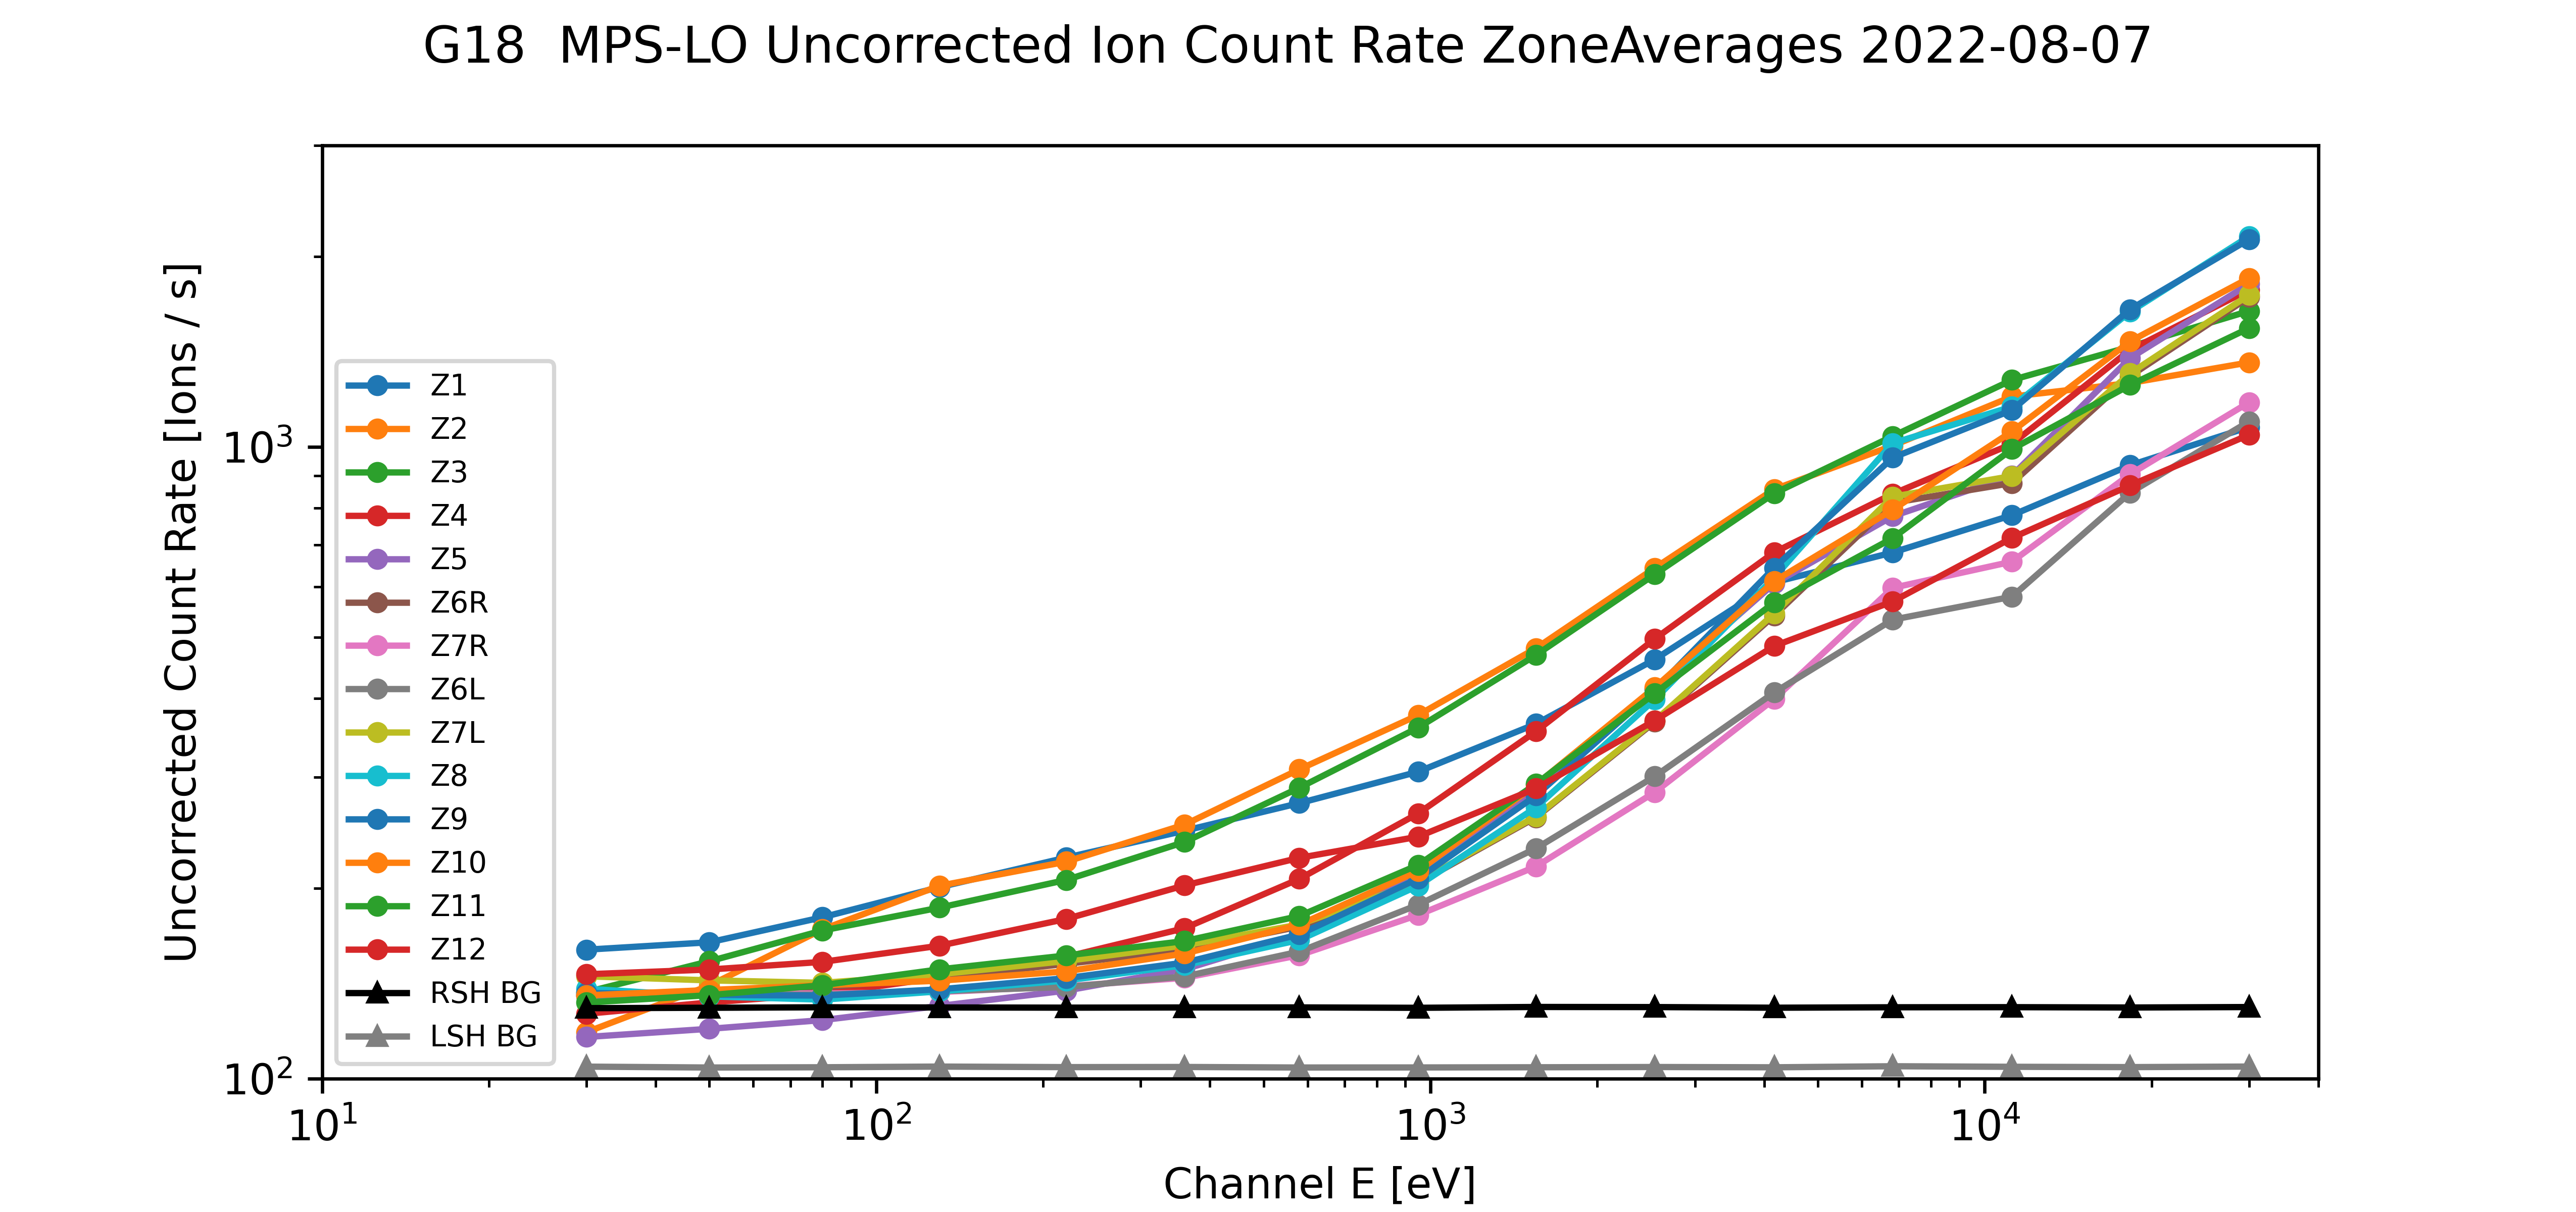 G18  MPS-LO Uncorrected Ion Count Rate ZoneAverages 2022-08-07
Uncorrected Count Rate [Ions / s]
10³
10²
Z1
Z2
Z3
Z4
Z5
Z6R
Z7R
Z6L
Z7L
Z8
Z9
Z10
Z11
Z12
RSH BG
LSH BG
10¹ 10² 10³ 10⁴
Channel E [eV]